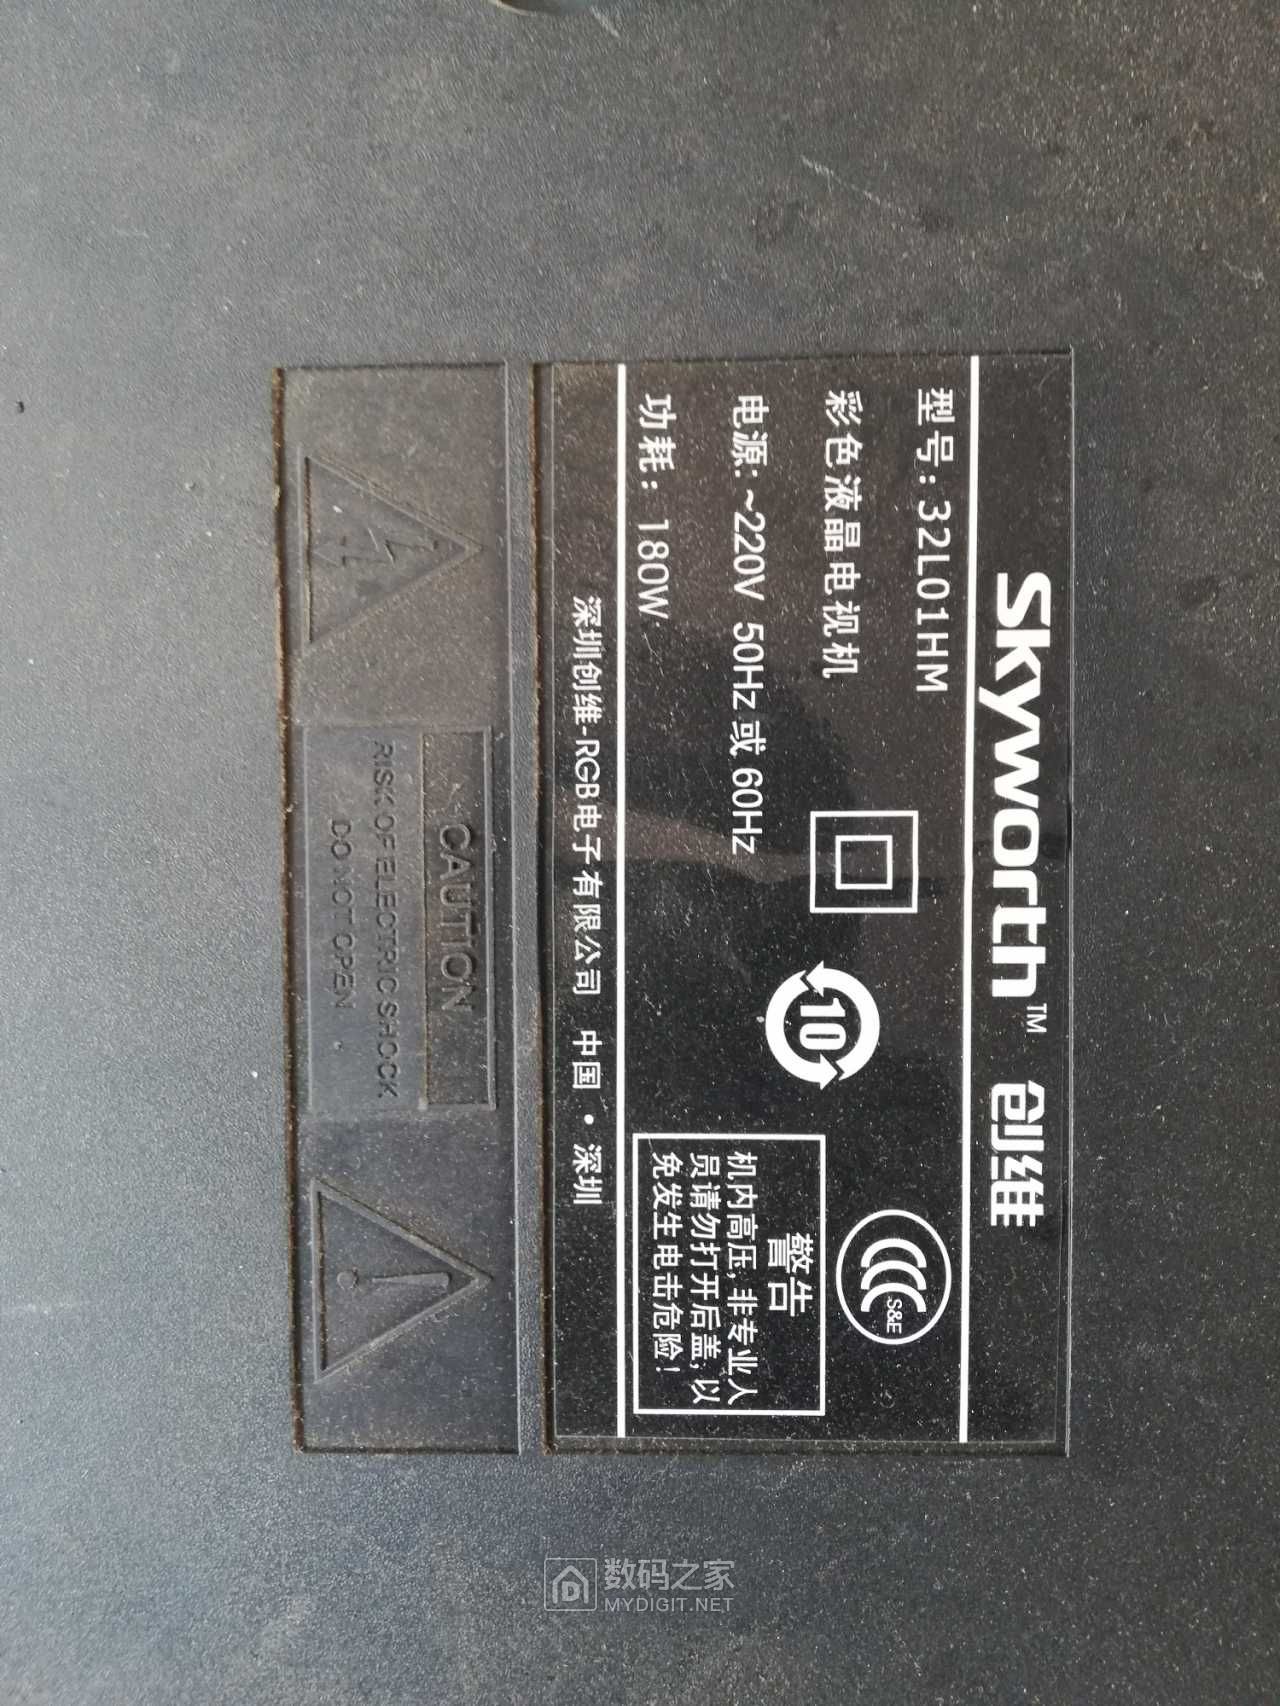 Skyworth™ 创维
型号:32L01HM
彩色液晶电视机
电源:~220V 50Hz 或 60Hz
功耗:180W
10
S&E
警告
机内高压,非专业人
员请勿打开后盖,以
免发生电击危险!
深圳创维-RGB电子有限公司 中国·深圳
CAUTION
RISK OF ELECTRIC SHOCK
DO NOT OPEN
数码之家
MYDIGIT.NET